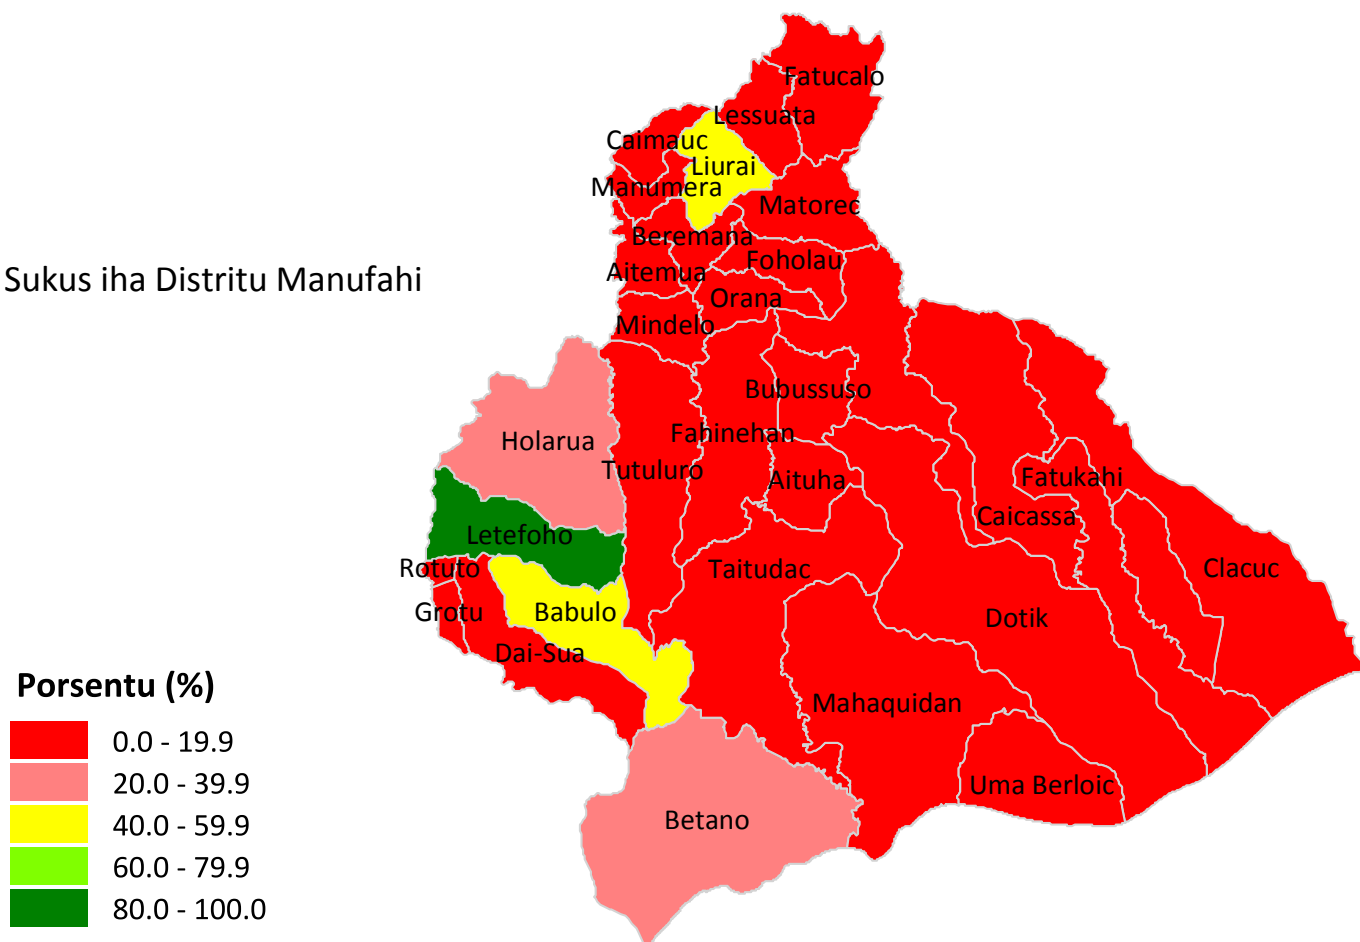 Fatucalo
Lessuata
Caimauc
Liurai
Manumera
Matorec
Beremana
Foholau
Aitemua
Sukus iha Distritu Manufahi
Orana
Mindelo
Bubussuso
Fahinehan
Holarua
Tutuluro
Aituha
Fatukahi
Caicassa
Letefoho
Rotuto
Taitudac
Clacuc
Grotu
Babulo
Dotik
Dai-Sua
Porsentu (%)
Mahaquidan
0.0 - 19.9
20.0 - 39.9
Uma Berloic
40.0 - 59.9
Betano
60.0 - 79.9
80.0 - 100.0